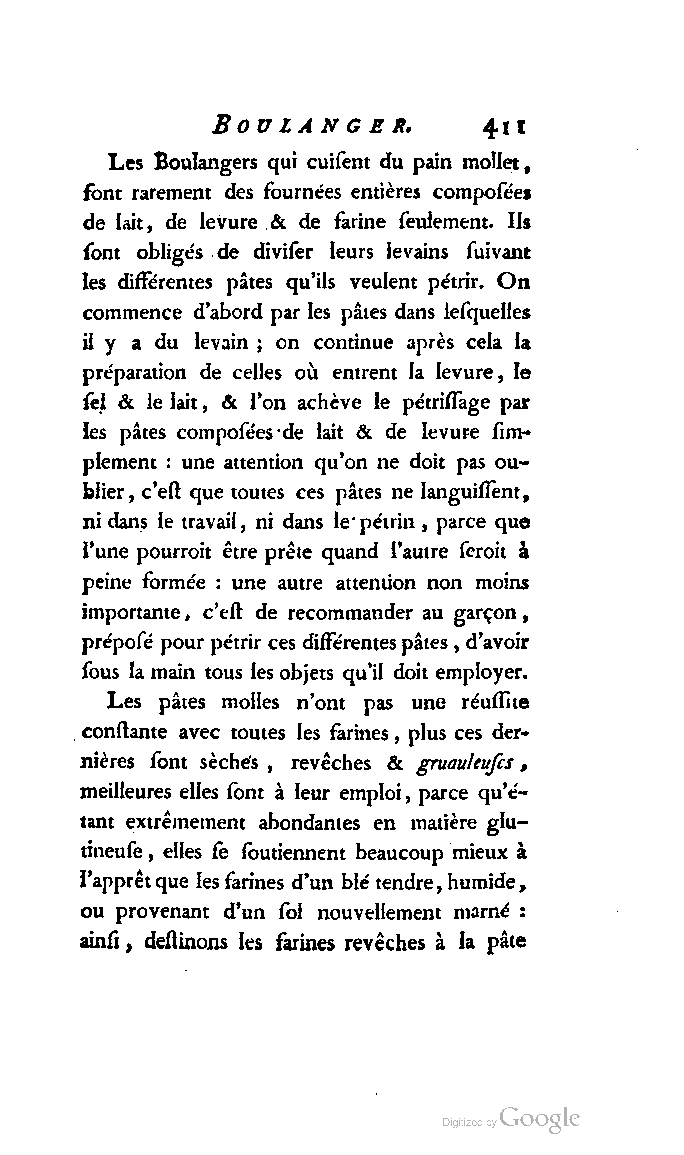 BOULANGER. 411
Les Boulangers qui cuiſent du pain mollet,
ſont rarement des fournées entières compoſées
de lait, de levure & de farine ſeulement. Ils
ſont obligés de diviſer leurs levains ſuivant
les différentes pâtes qu'ils veulent pétrir. On
commence d'abord par les pâtes dans leſquelles
il y a du levain ; on continue après cela la
préparation de celles où entrent la levure, le
ſel & le lait, & l'on achève le pétriſſage par
les pâtes compoſées de lait & de levure ſim-
plement : une attention qu'on ne doit pas ou-
blier, c'eſt que toutes ces pâtes ne languiſſent,
ni dans le travail, ni dans le pétrin, parce que
l'une pourroit être prête quand l'autre ſeroit à
peine formée : une autre attention non moins
importante, c'eſt de recommander au garçon,
prépoſé pour pétrir ces différentes pâtes, d'avoir
ſous la main tous les objets qu'il doit employer.
Les pâtes molles n'ont pas une réuſſite
conſtante avec toutes les farines, plus ces der-
nières ſont sèches, revêches & gruauleuſes,
meilleures elles ſont à leur emploi, parce qu'é-
tant extrêmement abondantes en matière glu-
tineuſe, elles ſe ſoutiennent beaucoup mieux à
l'apprêt que les farines d'un blé tendre, humide,
ou provenant d'un ſol nouvellement marné :
ainſi, deſtinons les farines revêches à la pâte
Digitized by Google